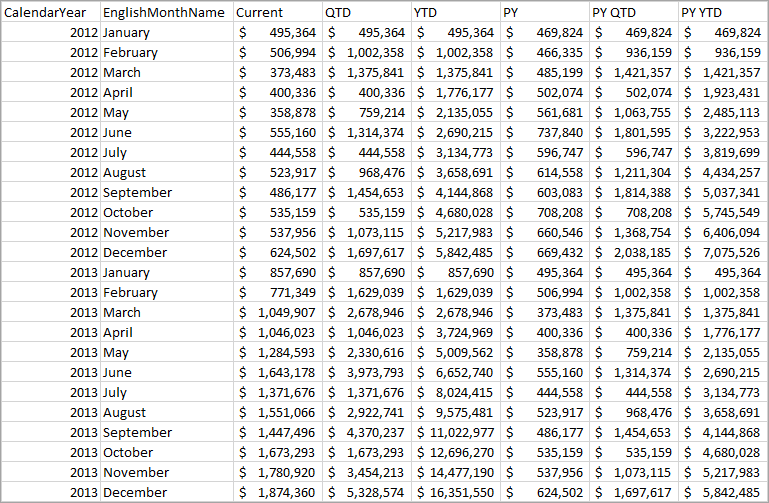 CalendarYear EnglishMonthName Current QTD YTD PY PY QTD PY YTD
2012 January $ 495,364 $ 495,364 $ 495,364 $ 469,824 $ 469,824 $ 469,824
2012 February $ 506,994 $ 1,002,358 $ 1,002,358 $ 466,335 $ 936,159 $ 936,159
2012 March $ 373,483 $ 1,375,841 $ 1,375,841 $ 485,199 $ 1,421,357 $ 1,421,357
2012 April $ 400,336 $ 400,336 $ 1,776,177 $ 502,074 $ 502,074 $ 1,923,431
2012 May $ 358,878 $ 759,214 $ 2,135,055 $ 561,681 $ 1,063,755 $ 2,485,113
2012 June $ 555,160 $ 1,314,374 $ 2,690,215 $ 737,840 $ 1,801,595 $ 3,222,953
2012 July $ 444,558 $ 444,558 $ 3,134,773 $ 596,747 $ 596,747 $ 3,819,699
2012 August $ 523,917 $ 968,476 $ 3,658,691 $ 614,558 $ 1,211,304 $ 4,434,257
2012 September $ 486,177 $ 1,454,653 $ 4,144,868 $ 603,083 $ 1,814,388 $ 5,037,341
2012 October $ 535,159 $ 535,159 $ 4,680,028 $ 708,208 $ 708,208 $ 5,745,549
2012 November $ 537,956 $ 1,073,115 $ 5,217,983 $ 660,546 $ 1,368,754 $ 6,406,094
2012 December $ 624,502 $ 1,697,617 $ 5,842,485 $ 669,432 $ 2,038,185 $ 7,075,526
2013 January $ 857,690 $ 857,690 $ 857,690 $ 495,364 $ 495,364 $ 495,364
2013 February $ 771,349 $ 1,629,039 $ 1,629,039 $ 506,994 $ 1,002,358 $ 1,002,358
2013 March $ 1,049,907 $ 2,678,946 $ 2,678,946 $ 373,483 $ 1,375,841 $ 1,375,841
2013 April $ 1,046,023 $ 1,046,023 $ 3,724,969 $ 400,336 $ 400,336 $ 1,776,177
2013 May $ 1,284,593 $ 2,330,616 $ 5,009,562 $ 358,878 $ 759,214 $ 2,135,055
2013 June $ 1,643,178 $ 3,973,793 $ 6,652,740 $ 555,160 $ 1,314,374 $ 2,690,215
2013 July $ 1,371,676 $ 1,371,676 $ 8,024,415 $ 444,558 $ 444,558 $ 3,134,773
2013 August $ 1,551,066 $ 2,922,741 $ 9,575,481 $ 523,917 $ 968,476 $ 3,658,691
2013 September $ 1,447,496 $ 4,370,237 $ 11,022,977 $ 486,177 $ 1,454,653 $ 4,144,868
2013 October $ 1,673,293 $ 1,673,293 $ 12,696,270 $ 535,159 $ 535,159 $ 4,680,028
2013 November $ 1,780,920 $ 3,454,213 $ 14,477,190 $ 537,956 $ 1,073,115 $ 5,217,983
2013 December $ 1,874,360 $ 5,328,574 $ 16,351,550 $ 624,502 $ 1,697,617 $ 5,842,485